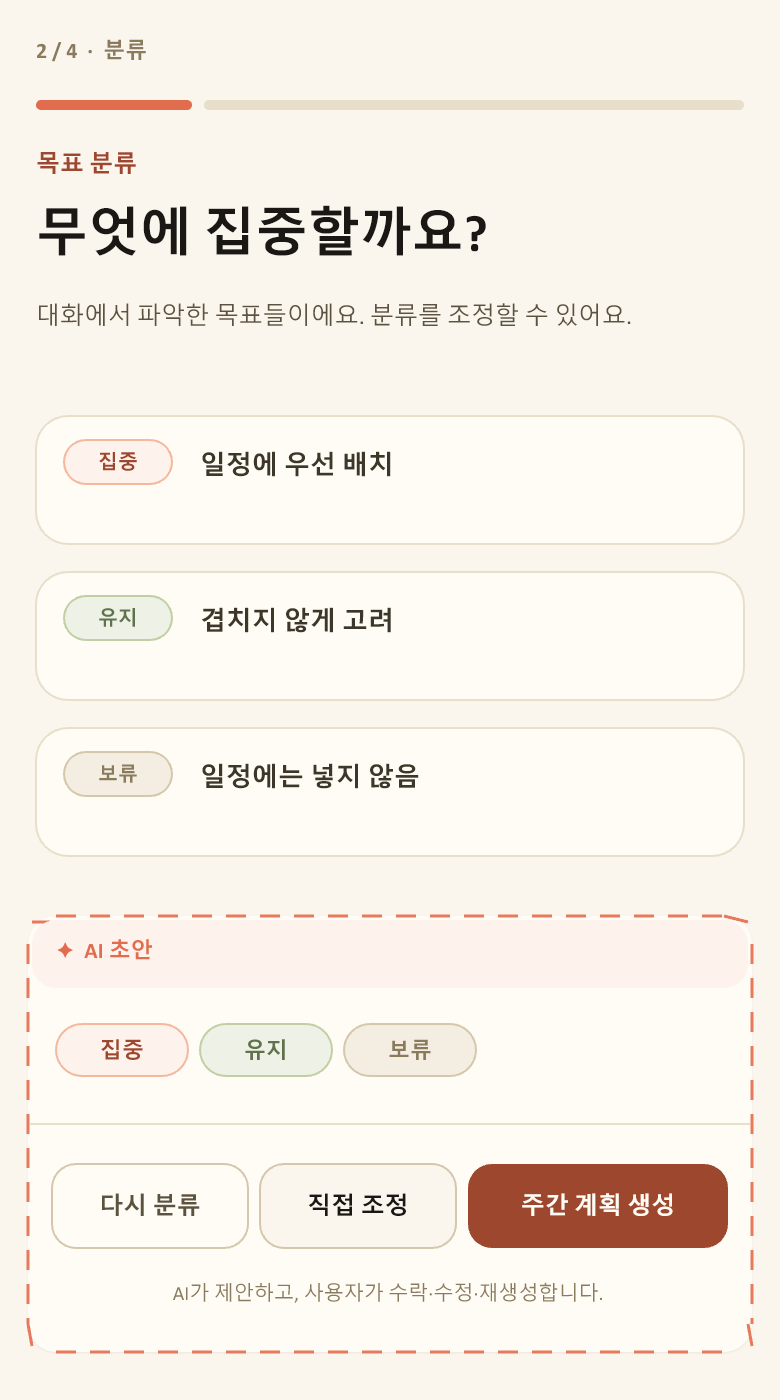 2 / 4 · 분류
목표 분류
무엇에 집중할까요?
대화에서 파악한 목표들이에요. 분류를 조정할 수 있어요.
집중 일정에 우선 배치
유지 겹치지 않게 고려
보류 일정에는 넣지 않음
✦ AI 초안
집중 유지 보류
다시 분류 직접 조정 주간 계획 생성
AI가 제안하고, 사용자가 수락·수정·재생성합니다.